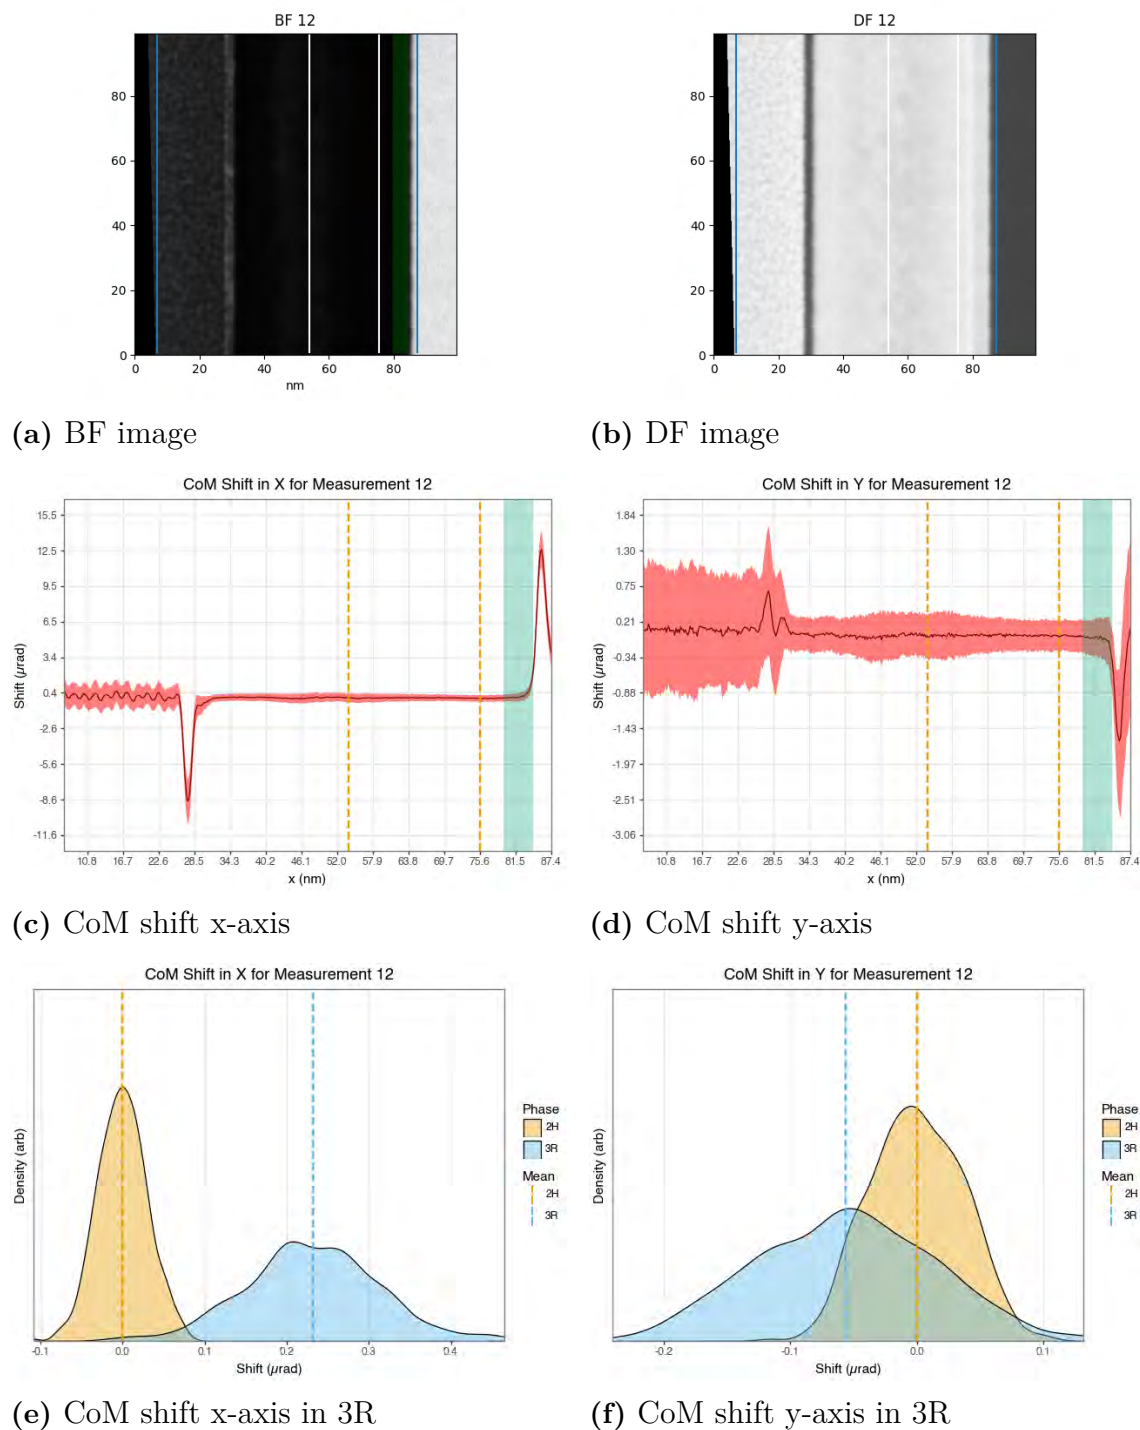 BF 12
80
60
40
20
0
0 20 40 60 80
nm
DF 12
80
60
40
20
0
0 20 40 60 80
(a) BF image
(b) DF image
CoM Shift in X for Measurement 12
Shift (μrad)
15.5
12.5
9.5
6.5
3.4
0.4
-2.6
-5.6
-8.6
-11.6
10.8 16.7 22.6 28.5 34.3 40.2 46.1 52.0 57.9 63.8 69.7 75.6 81.5 87.4
x (nm)
CoM Shift in Y for Measurement 12
Shift (μrad)
1.84
1.30
0.75
0.21
-0.34
-0.88
-1.43
-1.97
-2.51
-3.06
10.8 16.7 22.6 28.5 34.3 40.2 46.1 52.0 57.9 63.8 69.7 75.6 81.5 87.4
x (nm)
(c) CoM shift x-axis
(d) CoM shift y-axis
CoM Shift in X for Measurement 12
Density (arb)
-0.1 0.0 0.1 0.2 0.3 0.4
Shift (μrad)
Phase
2H
3R
Mean
2H
3R
CoM Shift in Y for Measurement 12
Density (arb)
-0.2 -0.1 0.0 0.1
Shift (μrad)
Phase
2H
3R
Mean
2H
3R
(e) CoM shift x-axis in 3R
(f) CoM shift y-axis in 3R